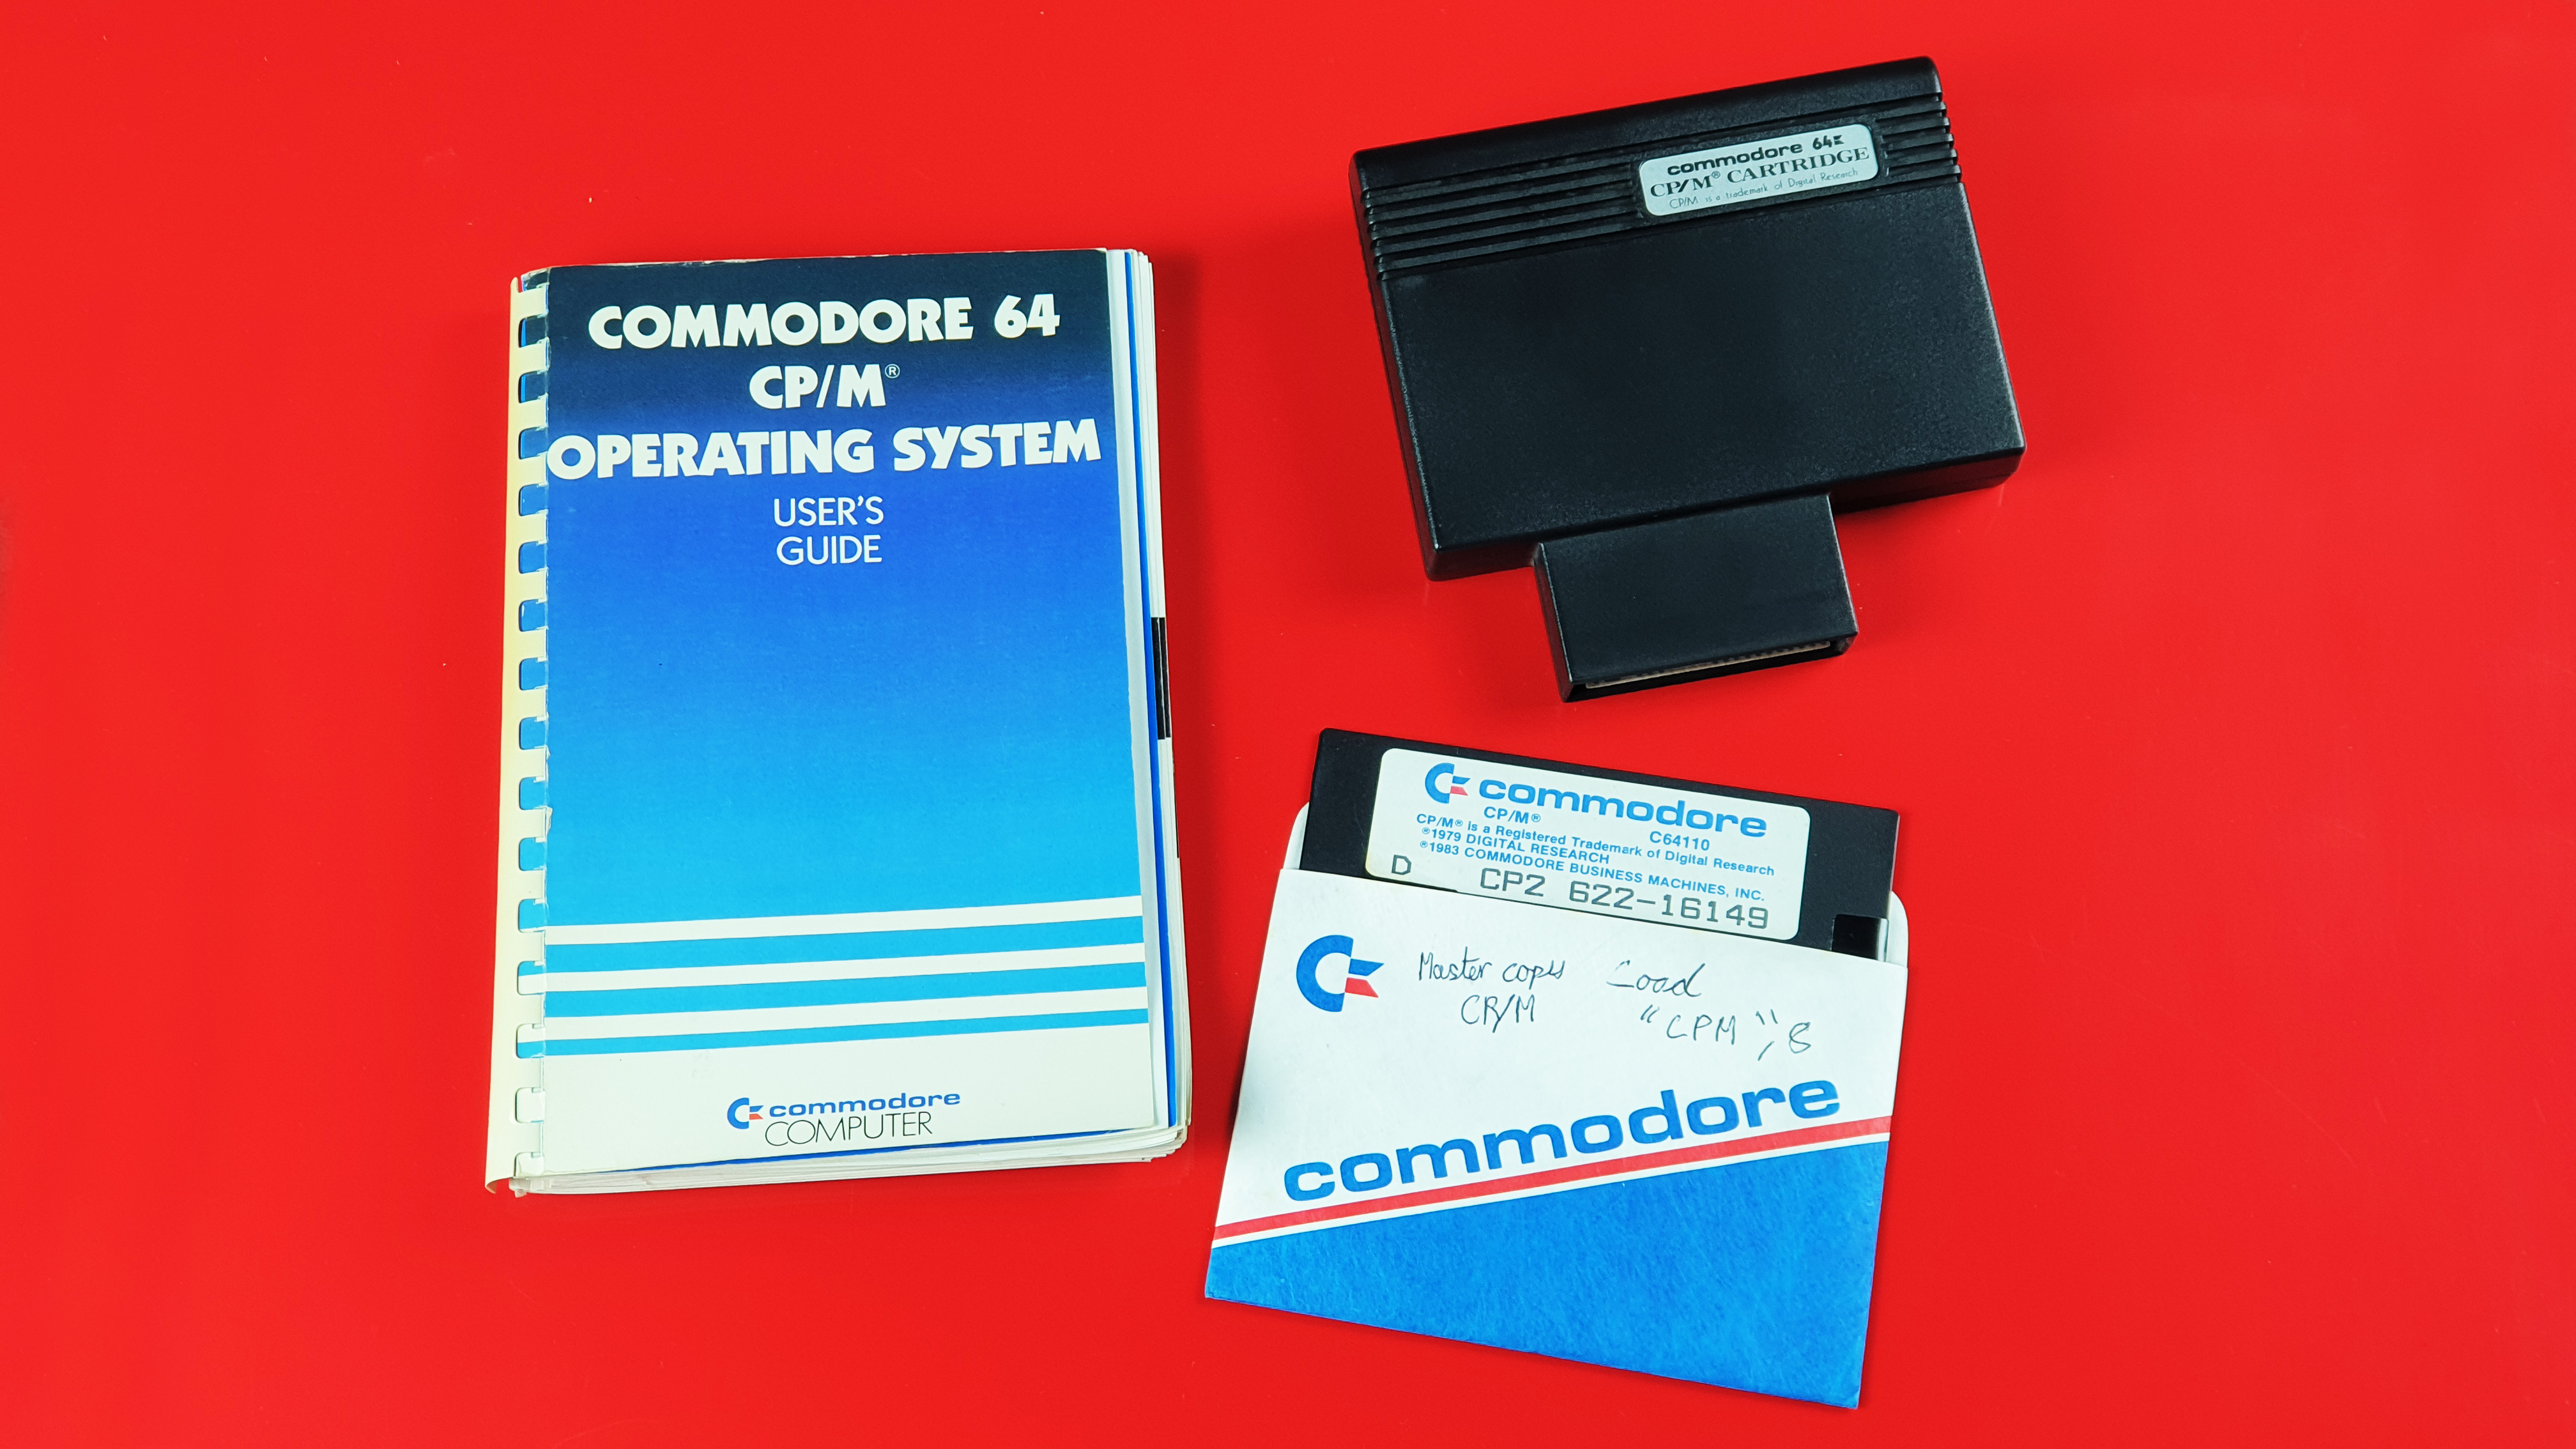 COMMODORE 64
CP/M®
OPERATING SYSTEM
USER'S
GUIDE
commodore
COMPUTER
commodore 64
CP/M® CARTRIDGE
CP/M is a trademark of Digital Research
commodore
CP/M® C64110
CP/M® is a Registered Trademark of Digital Research
©1979 DIGITAL RESEARCH
©1983 COMMODORE BUSINESS MACHINES, INC.
D CP2 622-16149
Master copy Load
CP/M "CPM",8
commodore